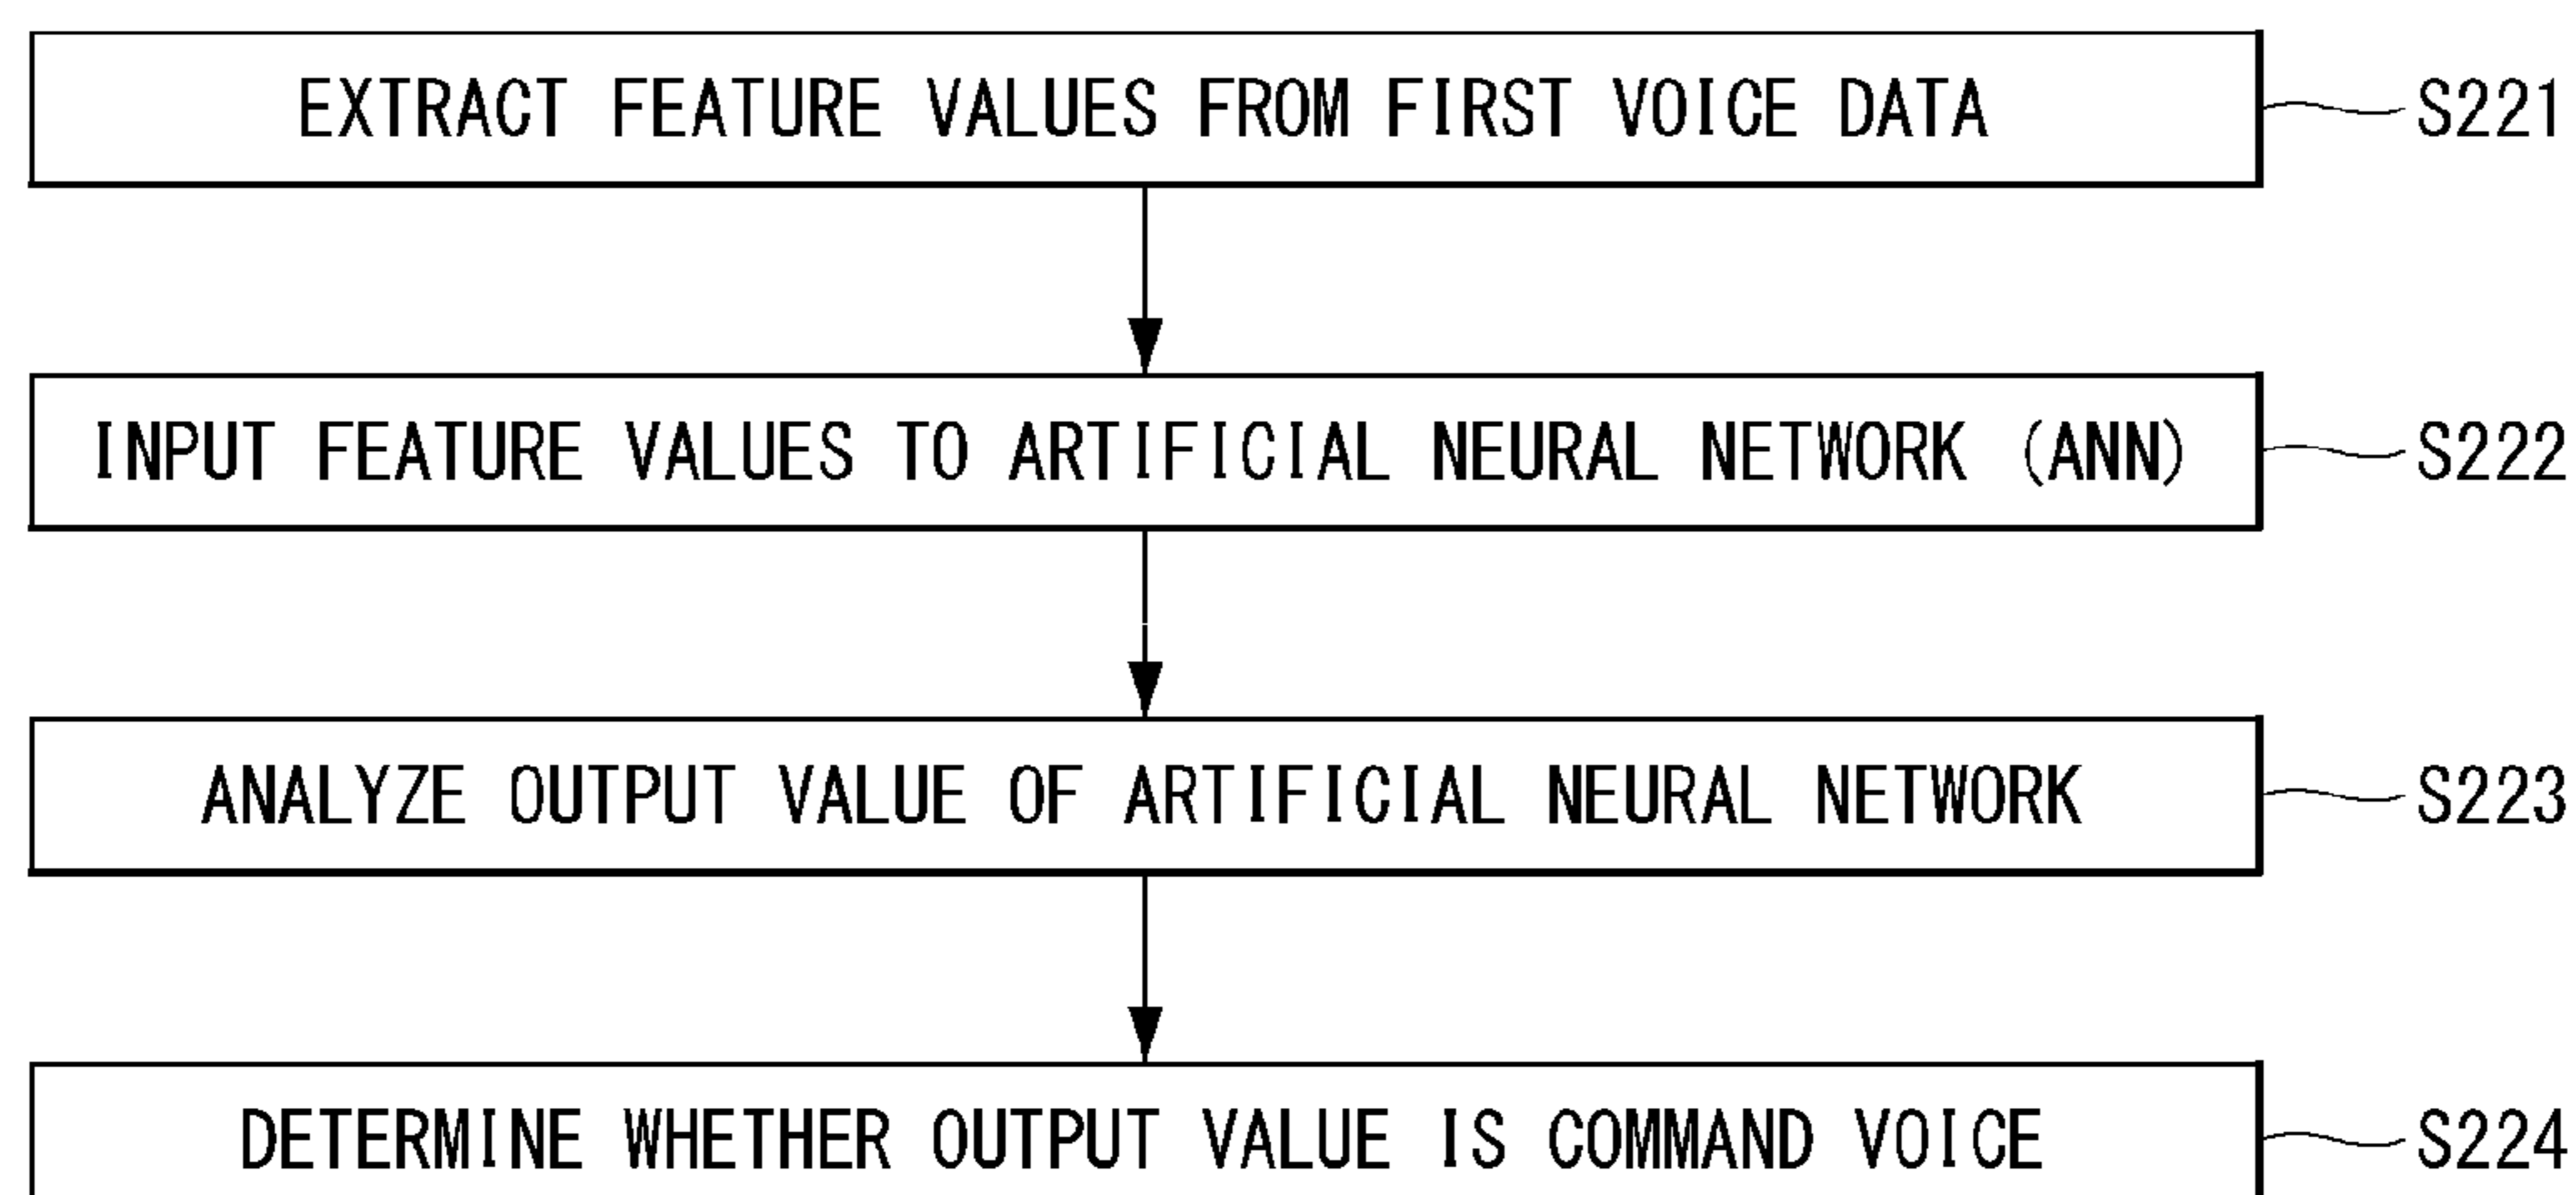 EXTRACT FEATURE VALUES FROM FIRST VOICE DATA
S221
INPUT FEATURE VALUES TO ARTIFICIAL NEURAL NETWORK (ANN)
S222
ANALYZE OUTPUT VALUE OF ARTIFICIAL NEURAL NETWORK
S223
DETERMINE WHETHER OUTPUT VALUE IS COMMAND VOICE
S224